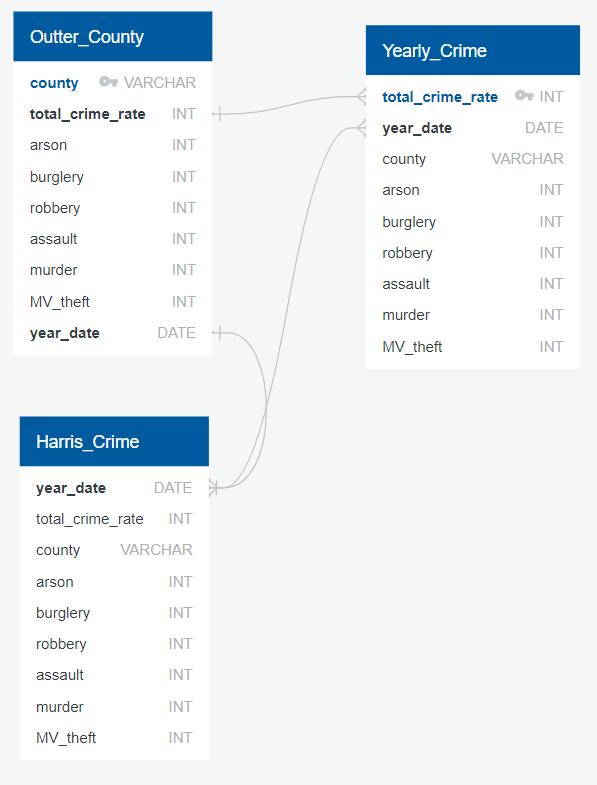 Outter_County
county VARCHAR
total_crime_rate INT
arson INT
burglery INT
robbery INT
assault INT
murder INT
MV_theft INT
year_date DATE
Yearly_Crime
total_crime_rate INT
year_date DATE
county VARCHAR
arson INT
burglery INT
robbery INT
assault INT
murder INT
MV_theft INT
Harris_Crime
year_date DATE
total_crime_rate INT
county VARCHAR
arson INT
burglery INT
robbery INT
assault INT
murder INT
MV_theft INT